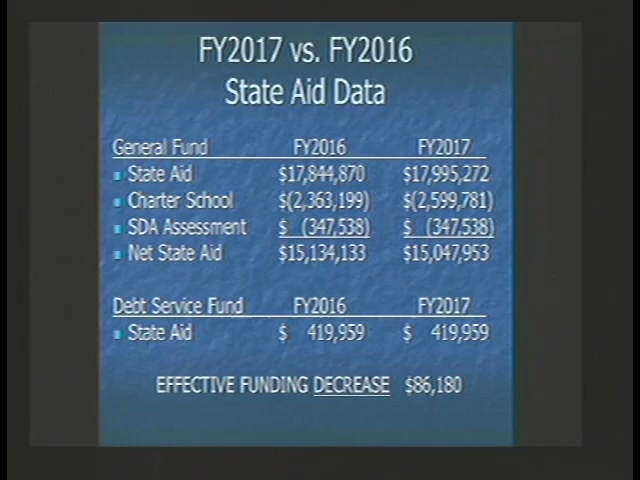 FY2017 vs. FY2016
State Aid Data
General Fund FY2016 FY2017
State Aid $17,844,870 $17,995,272
Charter School $(2,363,199) $(2,599,781)
SDA Assessment $ (347,538) $ (347,538)
Net State Aid $15,134,133 $15,047,953
Debt Service Fund FY2016 FY2017
State Aid $ 419,959 $ 419,959
EFFECTIVE FUNDING DECREASE $86,180